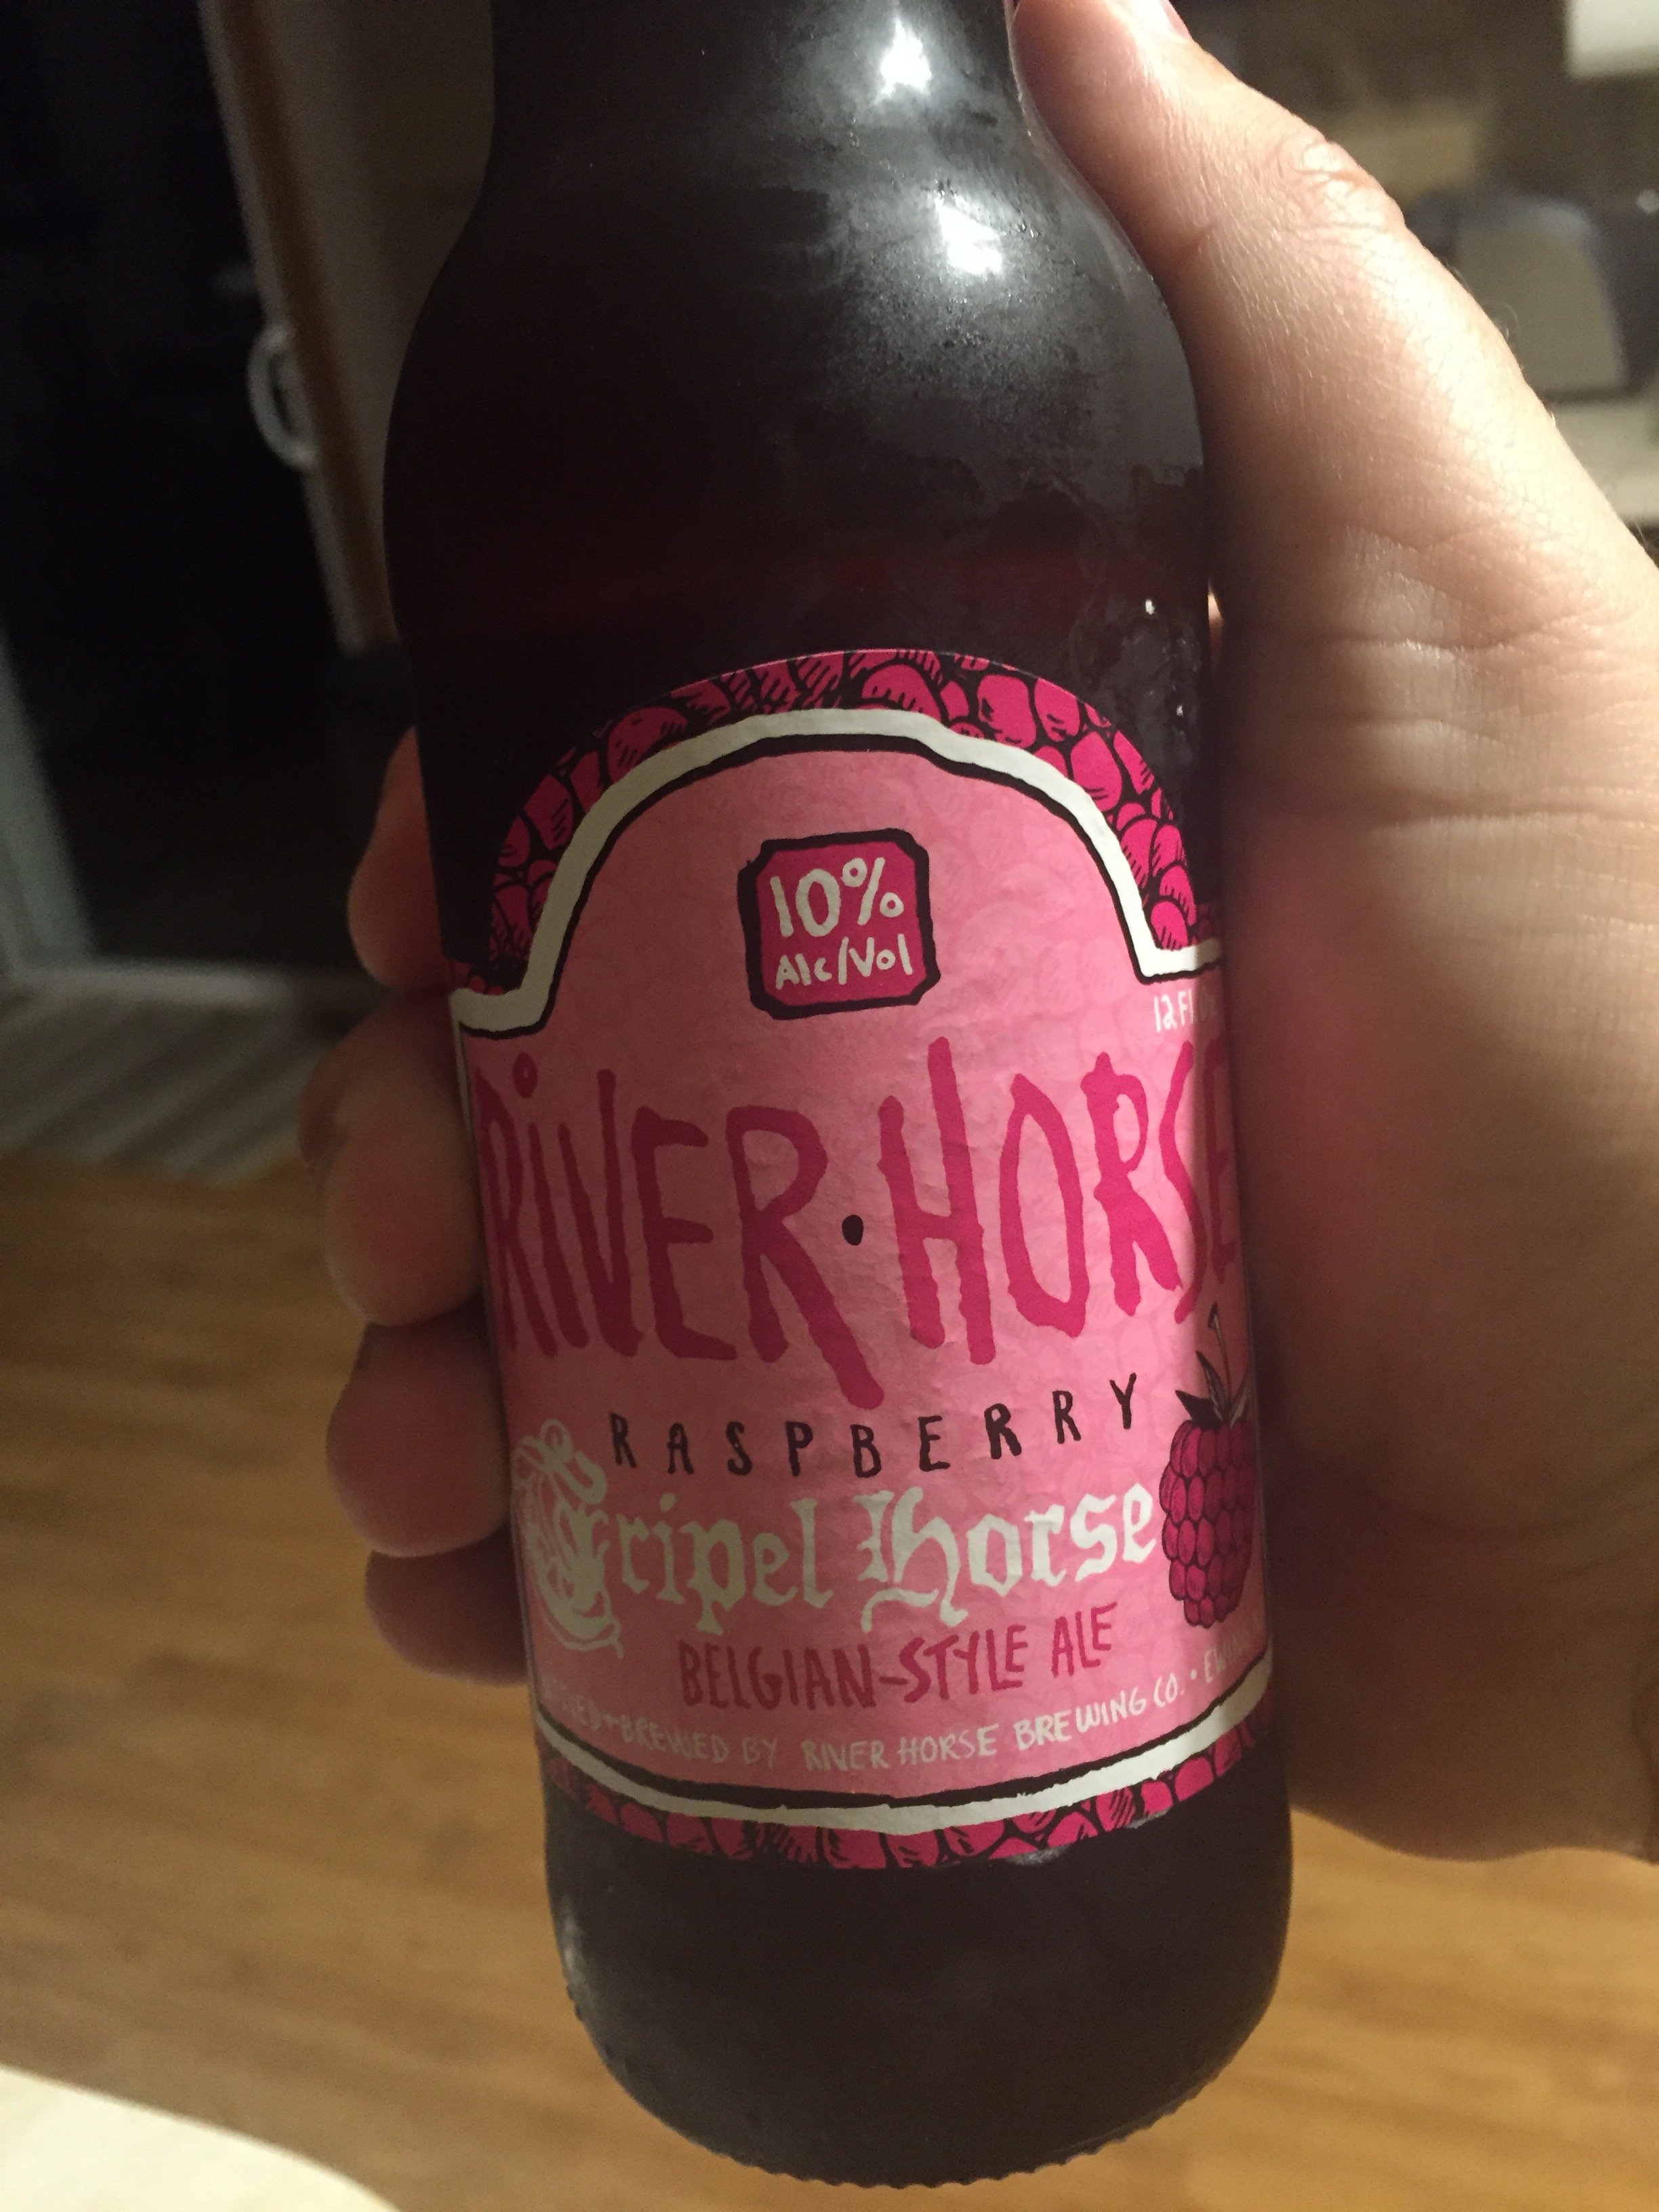 10%
Alc/Vol
12 Fl Oz
RiVER·HORSE
RASPBERRY
Tripel Horse
BELGIAN-STYLE ALE
+BREWED BY RIVER HORSE BREWING CO. •